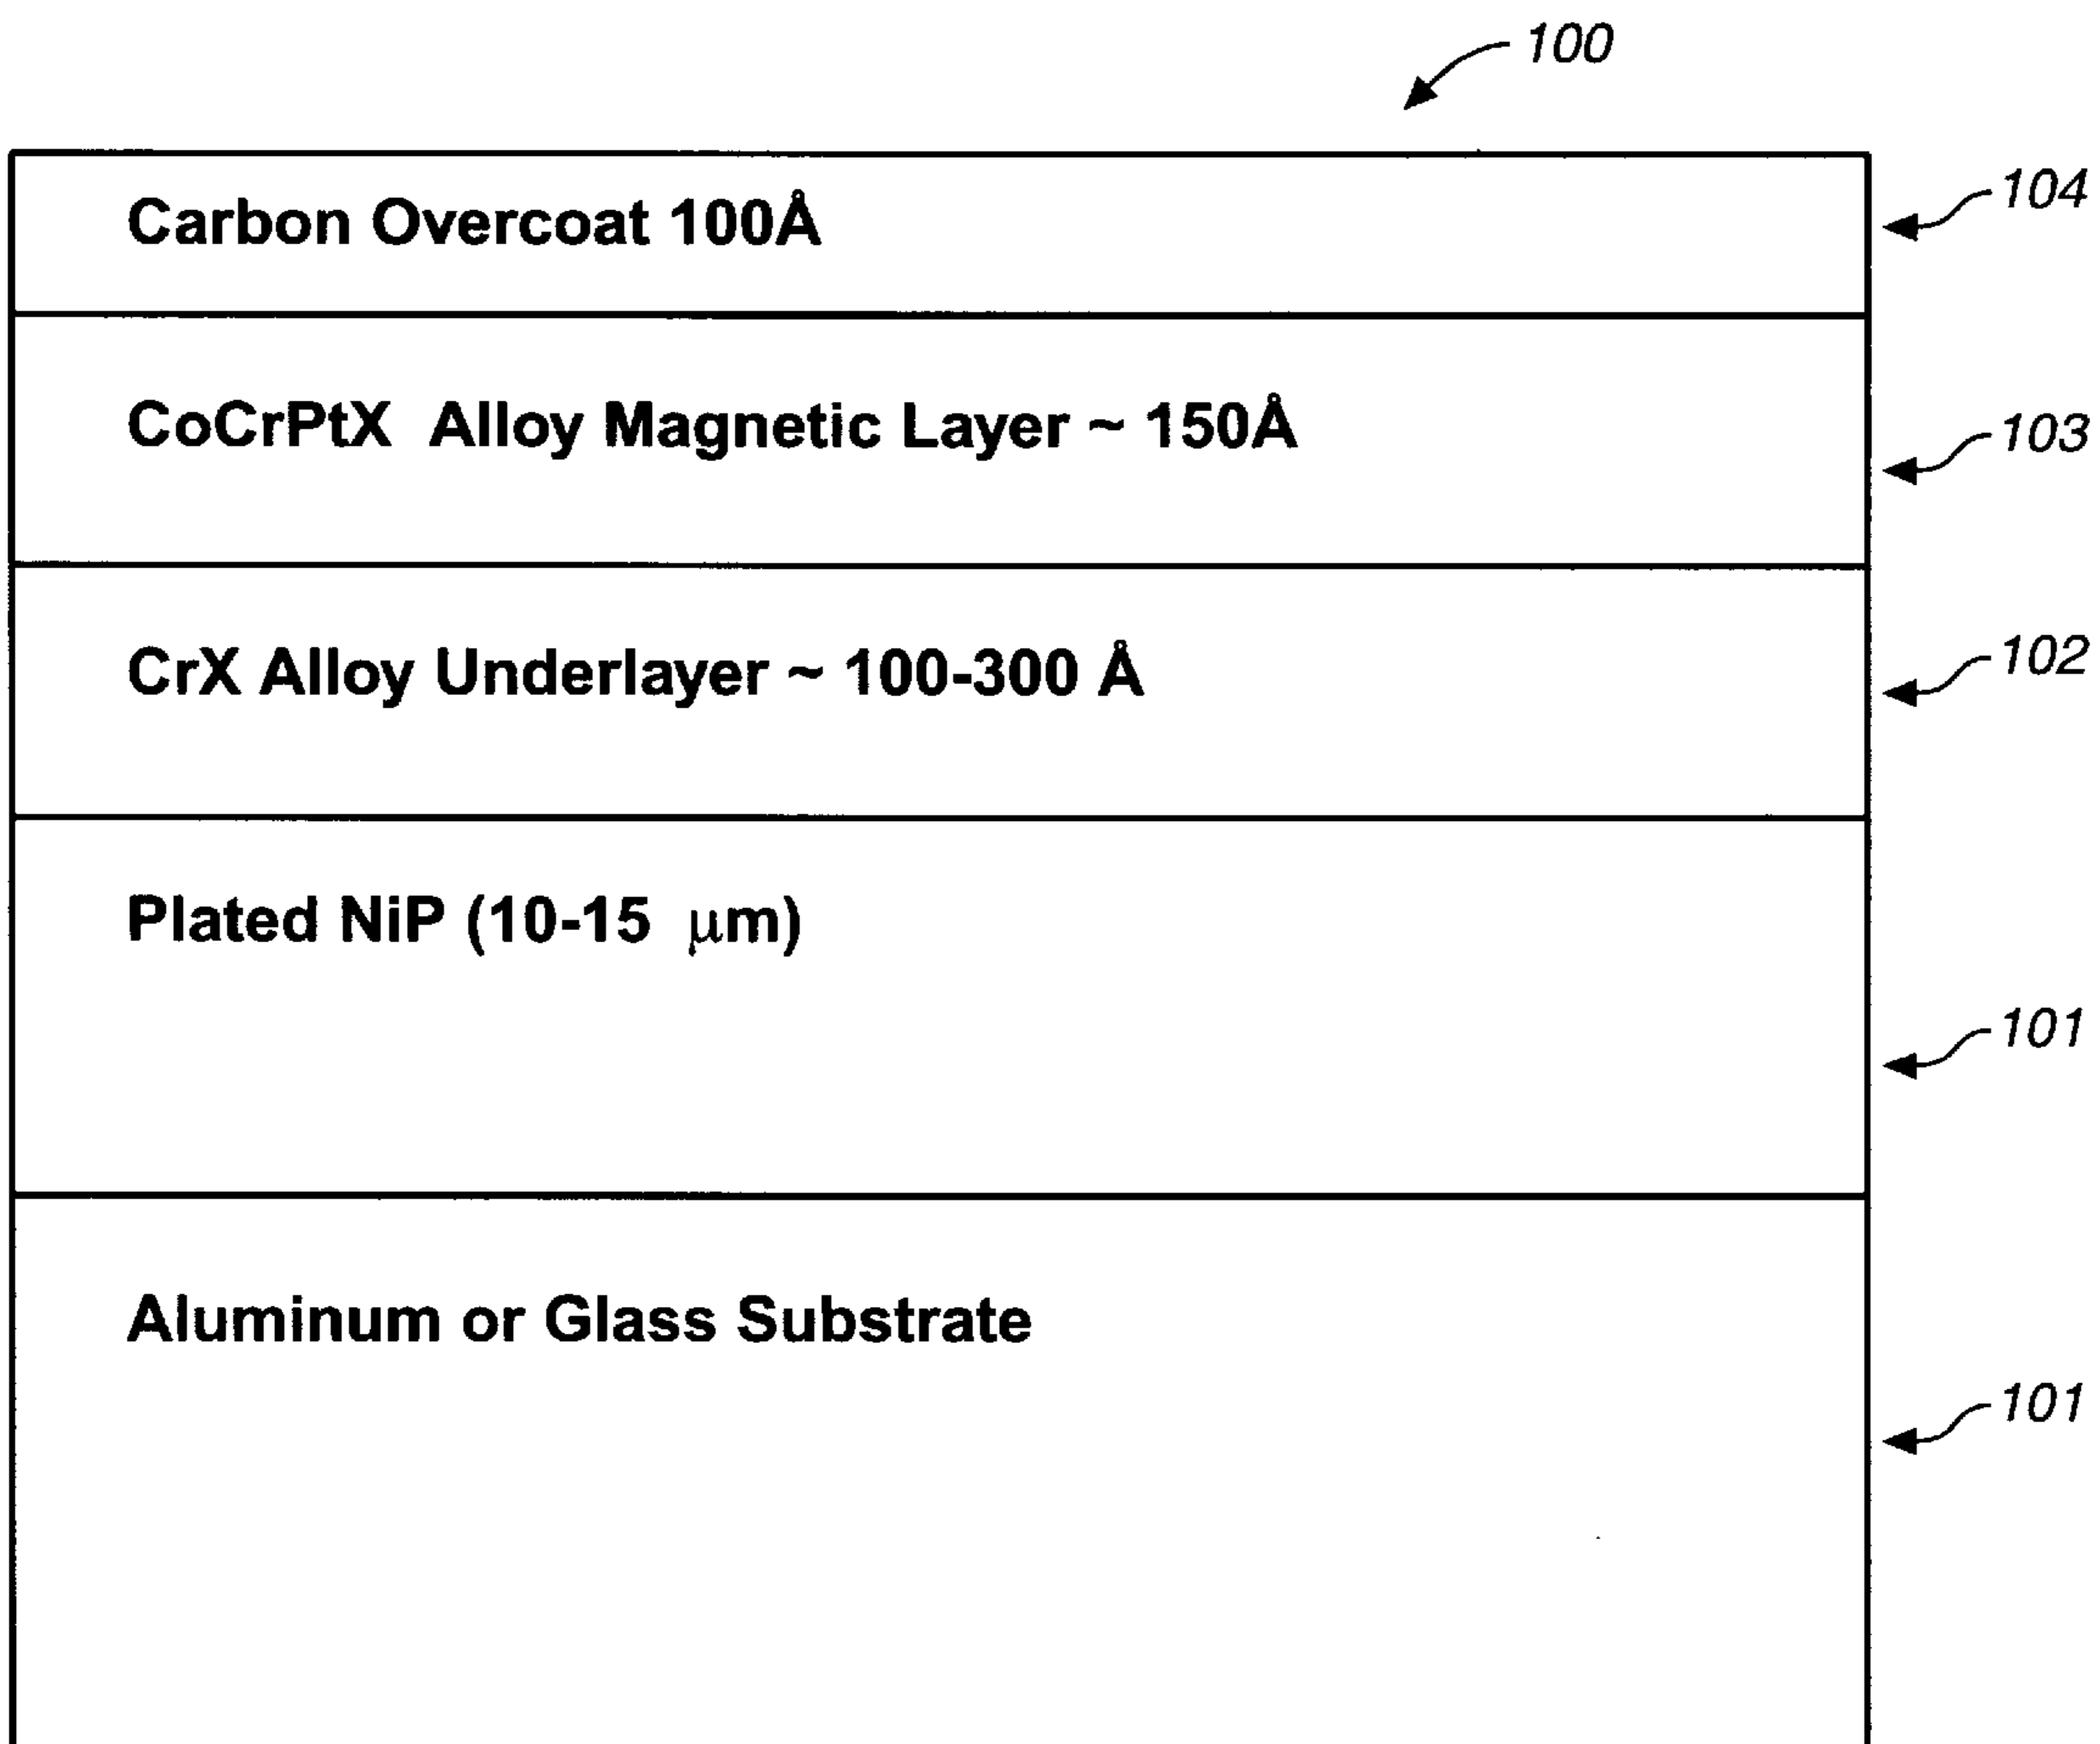 100
Carbon Overcoat 100Å
104
CoCrPtX Alloy Magnetic Layer ~ 150Å
103
CrX Alloy Underlayer ~ 100-300 Å
102
Plated NiP (10-15 μm)
101
Aluminum or Glass Substrate
101